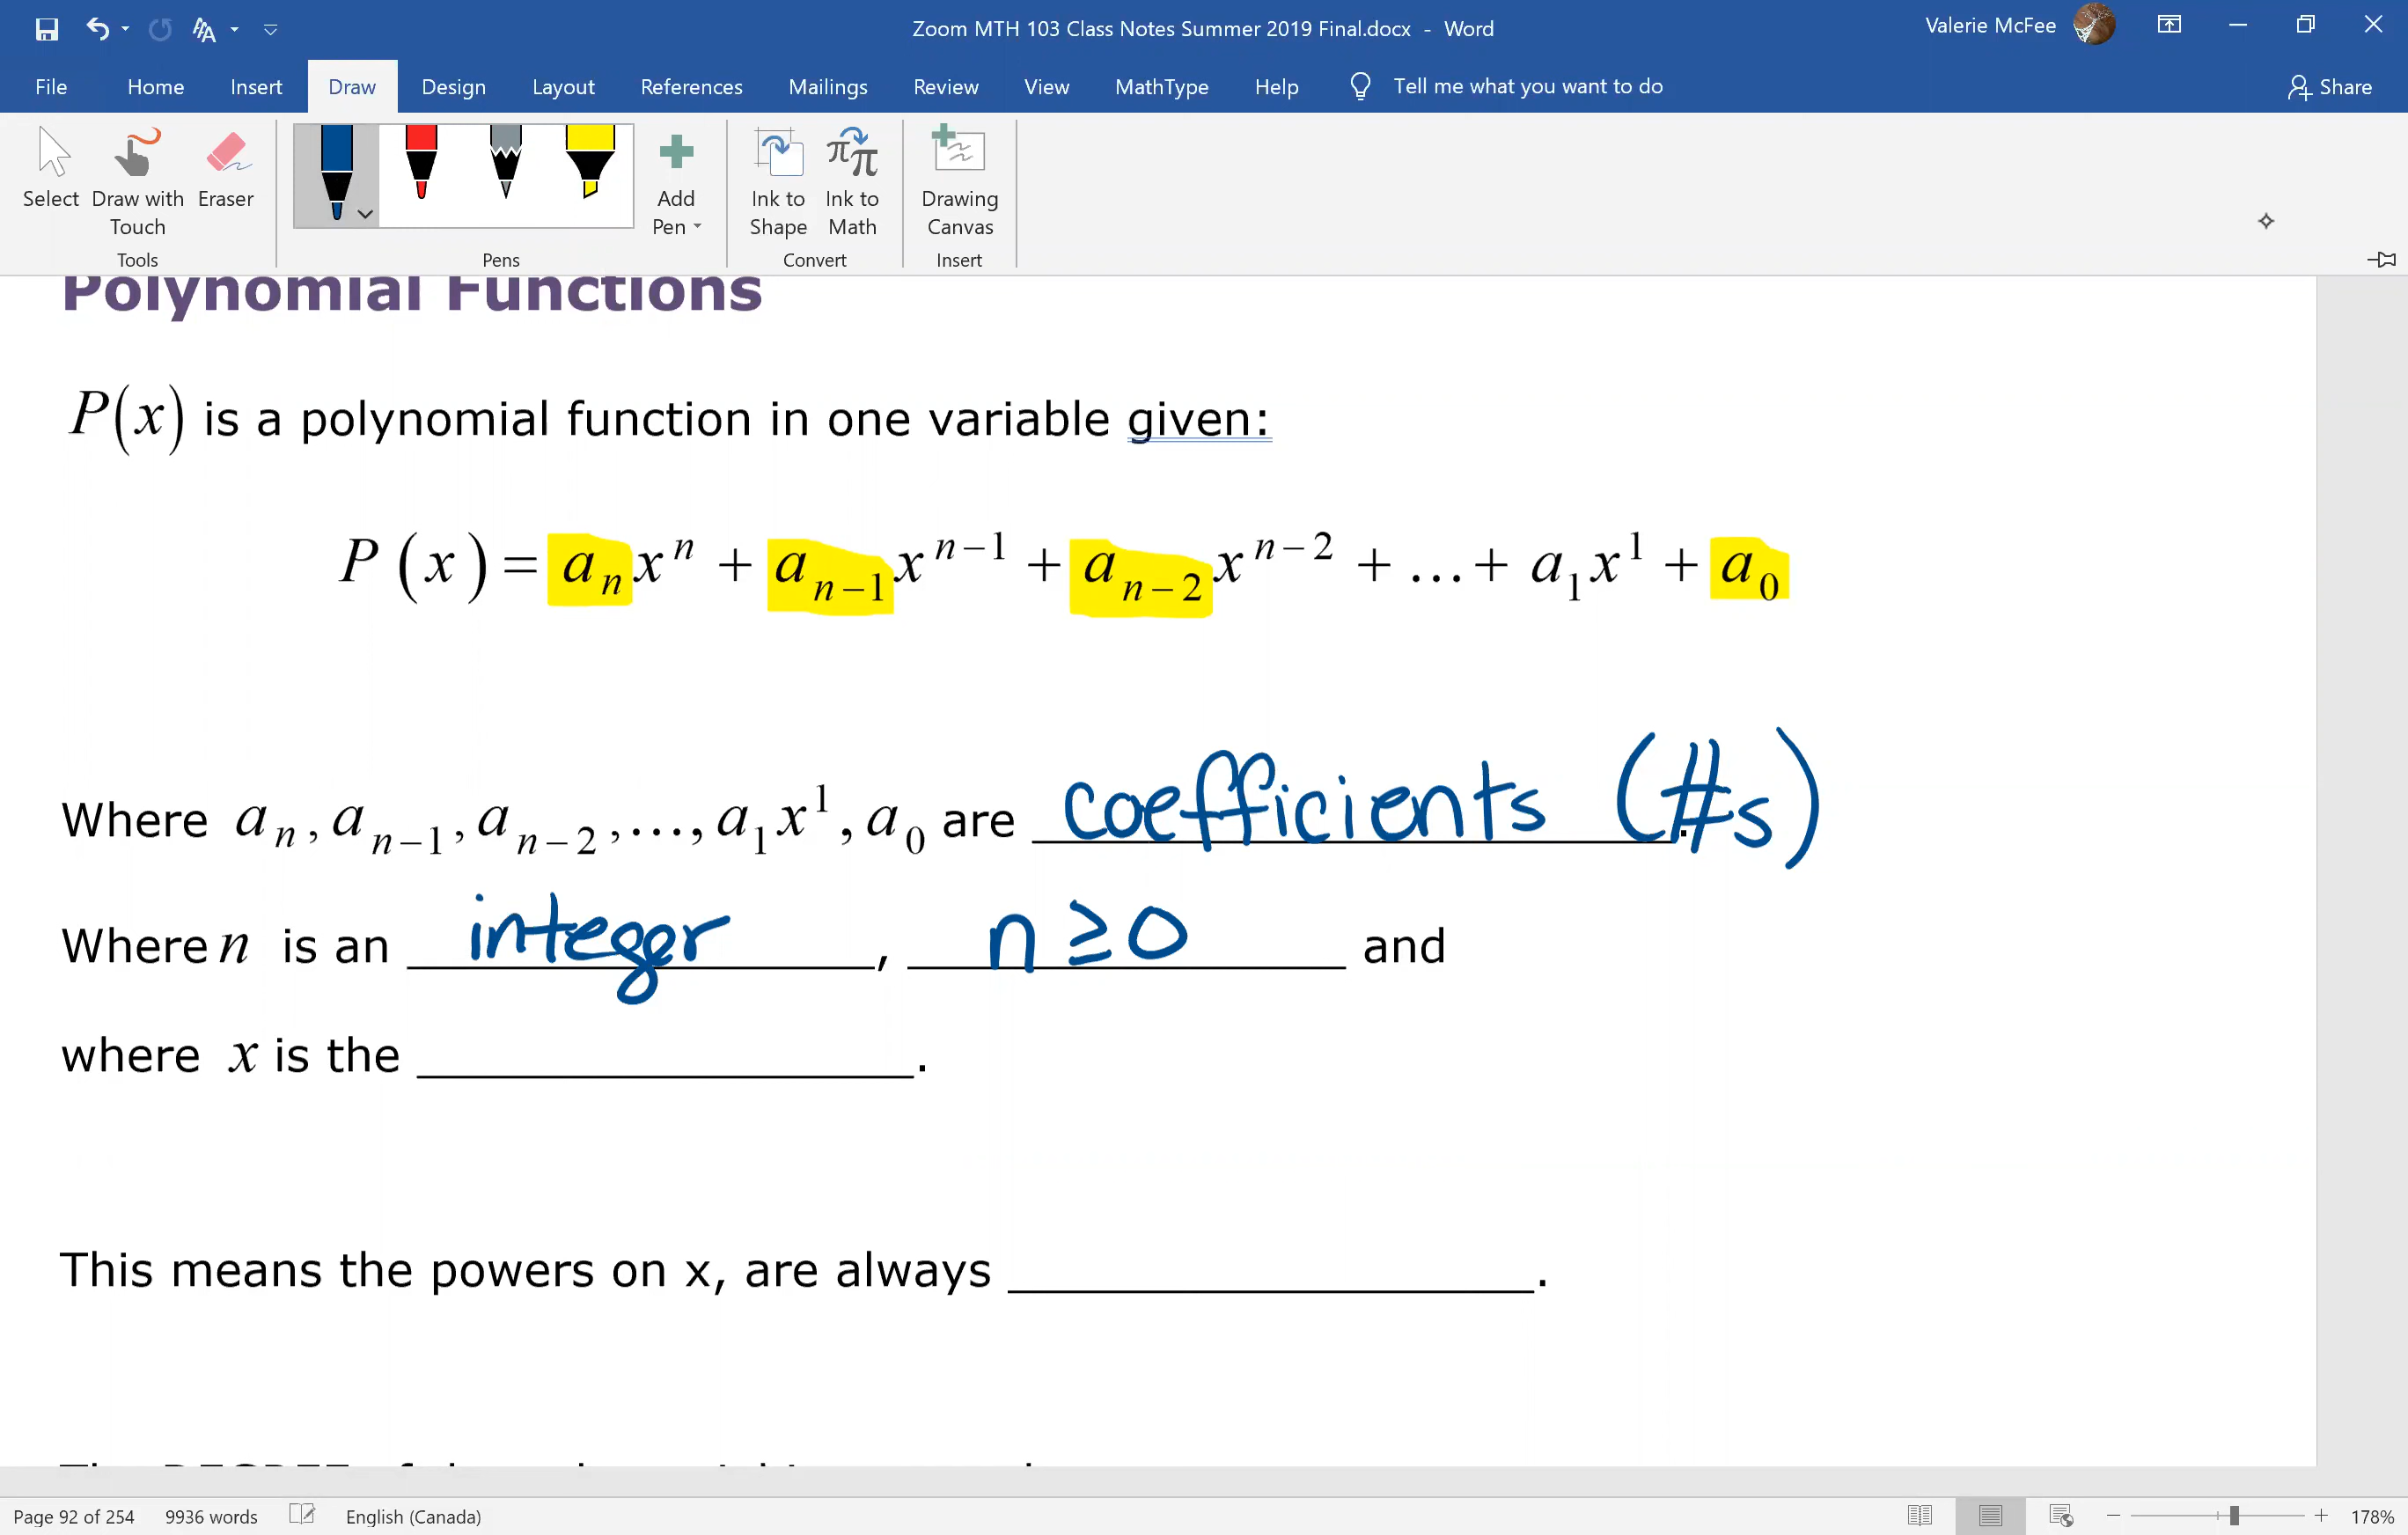 Zoom MTH 103 Class Notes Summer 2019 Final.docx - Word
Valerie McFee
File Home Insert Draw Design Layout References Mailings Review View MathType Help Tell me what you want to do Share
Select Draw with Touch Eraser
Add Pen
Ink to Shape Ink to Math
Drawing Canvas
Tools Pens Convert Insert
Polynomial Functions
P(x) is a polynomial function in one variable given:
P(x) = aₙxⁿ + aₙ₋₁xⁿ⁻¹ + aₙ₋₂xⁿ⁻² + ...+ a₁x¹ + a₀
Where aₙ, aₙ₋₁, aₙ₋₂, ..., a₁x¹, a₀ are coefficients (#s).
Where n is an integer, n ≥ 0 and
where x is the ____________.
This means the powers on x, are always ____________.
Page 92 of 254 9936 words English (Canada) 178%